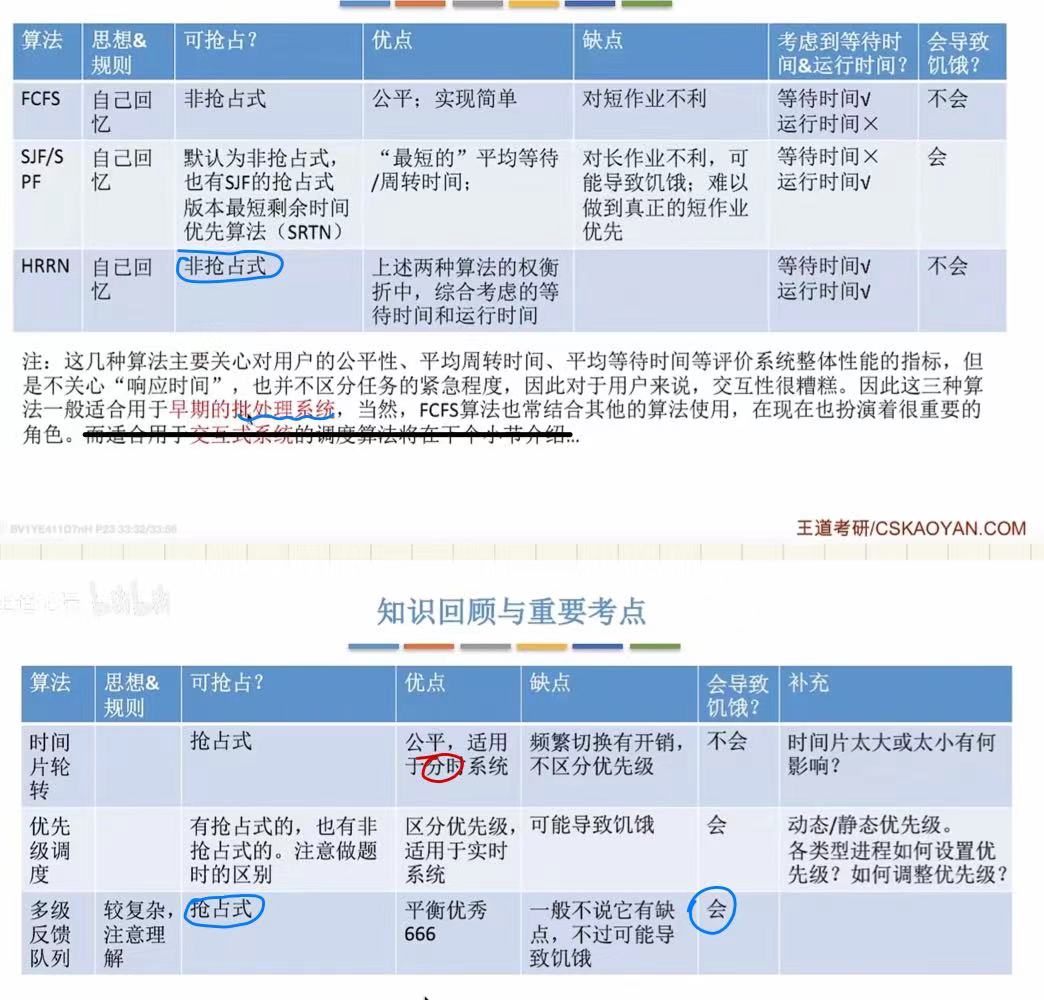 算法 思想& 可抢占？ 优点 缺点 考虑到等待时 会导致
规则 间&运行时间？ 饥饿？
FCFS 自己回 非抢占式 公平；实现简单 对短作业不利 等待时间√ 不会
忆 运行时间×
SJF/S 自己回 默认为非抢占式， “最短的”平均等待 对长作业不利，可 等待时间× 会
PF 忆 也有SJF的抢占式 /周转时间； 能导致饥饿；难以 运行时间√
版本最短剩余时间 做到真正的短作业
优先算法（SRTN） 优先
HRRN 自己回 非抢占式 上述两种算法的权衡 等待时间√ 不会
忆 折中，综合考虑的等 运行时间√
待时间和运行时间
注：这几种算法主要关心对用户的公平性、平均周转时间、平均等待时间等评价系统整体性能的指标，但
是不关心“响应时间”，也并不区分任务的紧急程度，因此对于用户来说，交互性很糟糕。因此这三种算
法一般适合用于早期的批处理系统，当然，FCFS算法也常结合其他的算法使用，在现在也扮演着很重要的
角色。而适合用于交互式系统的调度算法将在下个小节介绍...
BV1YE411D7nH P23 33:32/33:56
王道考研/CSKAOYAN.COM
bilibili
知识回顾与重要考点
算法 思想& 可抢占？ 优点 缺点 会导致 补充
规则 饥饿？
时间 抢占式 公平，适用 频繁切换有开销， 不会 时间片太大或太小有何
片轮 于分时系统 不区分优先级 影响？
转
优先 有抢占式的，也有非 区分优先级， 可能导致饥饿 会 动态/静态优先级。
级调 抢占式的。注意做题 适用于实时 各类型进程如何设置优
度 时的区别 系统 先级？如何调整优先级？
多级 较复杂， 抢占式 平衡优秀 一般不说它有缺 会
反馈 注意理 666 点，不过可能导
队列 解 致饥饿